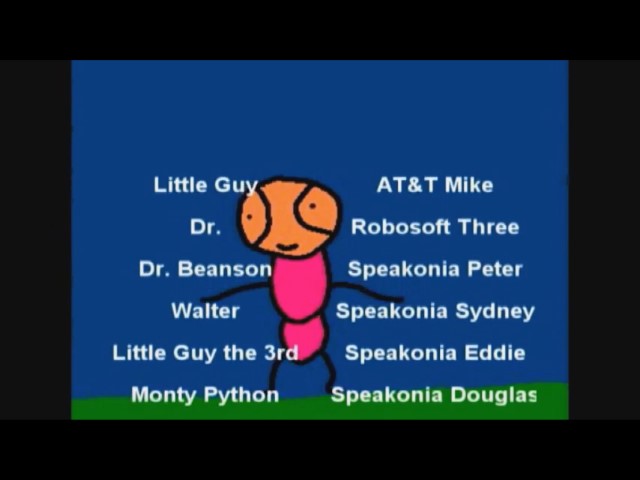 Little Guy AT&T Mike
Dr. Robosoft Three
Dr. Beanson Speakonia Peter
Walter Speakonia Sydney
Little Guy the 3rd Speakonia Eddie
Monty Python Speakonia Douglas